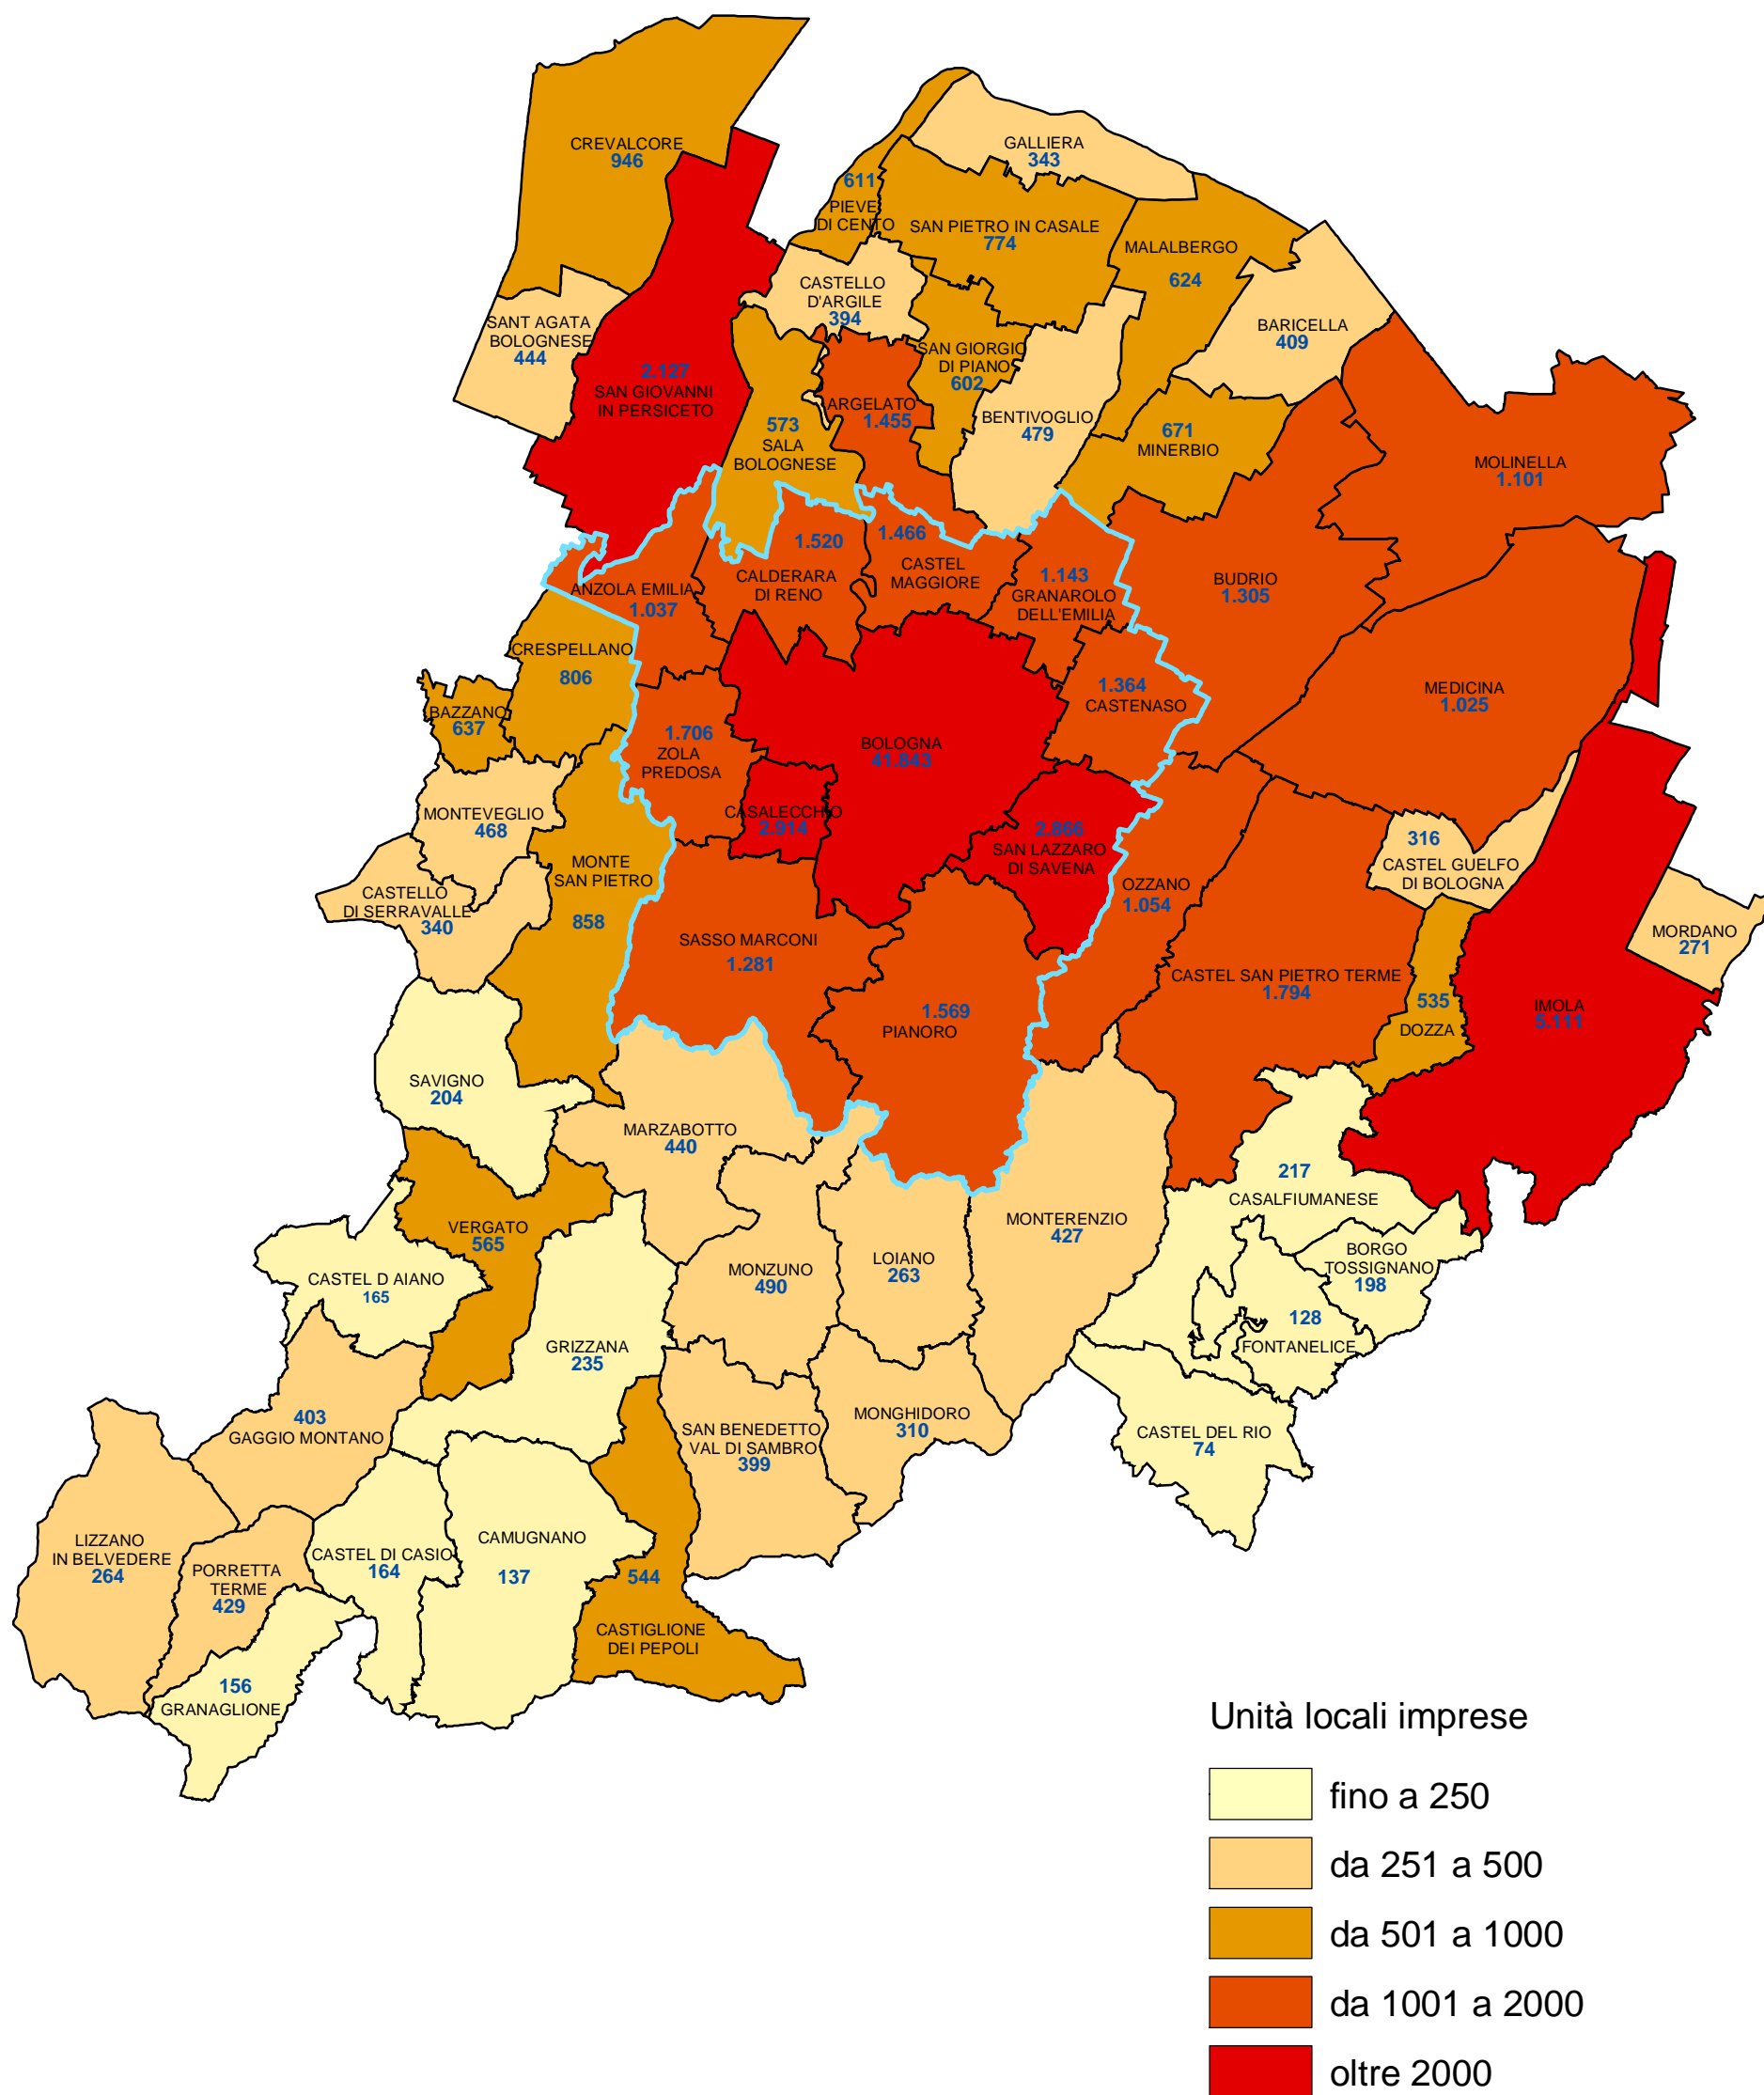 CREVALCORE
946
GALLIERA
343
611
PIEVE
DI CENTO
SAN PIETRO IN CASALE
774
MALALBERGO
624
CASTELLO
D'ARGILE
394
BARICELLA
409
SANT AGATA
BOLOGNESE
444
2.127
SAN GIOVANNI
IN PERSICETO
SAN GIORGIO
DI PIANO
602
ARGELATO
1.455
BENTIVOGLIO
479
573
SALA
BOLOGNESE
671
MINERBIO
MOLINELLA
1.101
1.520
CALDERARA
DI RENO
1.466
CASTEL
MAGGIORE
1.143
GRANAROLO
DELL'EMILIA
BUDRIO
1.305
ANZOLA EMILIA
1.037
CRESPELLANO
806
BAZZANO
637
1.364
CASTENASO
MEDICINA
1.025
1.706
ZOLA
PREDOSA
BOLOGNA
41.843
MONTEVEGLIO
468
CASALECCHIO
2.914
2.866
SAN LAZZARO
DI SAVENA
316
CASTEL GUELFO
DI BOLOGNA
MONTE
SAN PIETRO
858
CASTELLO
DI SERRAVALLE
340
OZZANO
1.054
MORDANO
271
SASSO MARCONI
1.281
CASTEL SAN PIETRO TERME
1.794
535
DOZZA
IMOLA
5.111
1.569
PIANORO
SAVIGNO
204
MARZABOTTO
440
217
CASALFIUMANESE
VERGATO
565
MONTERENZIO
427
BORGO
TOSSIGNANO
198
CASTEL D AIANO
165
MONZUNO
490
LOIANO
263
128
FONTANELICE
GRIZZANA
235
403
GAGGIO MONTANO
SAN BENEDETTO
VAL DI SAMBRO
399
MONGHIDORO
310
CASTEL DEL RIO
74
LIZZANO
IN BELVEDERE
264
PORRETTA
TERME
429
CASTEL DI CASIO
164
CAMUGNANO
137
544
CASTIGLIONE
DEI PEPOLI
156
GRANAGLIONE
Unità locali imprese
fino a 250
da 251 a 500
da 501 a 1000
da 1001 a 2000
oltre 2000